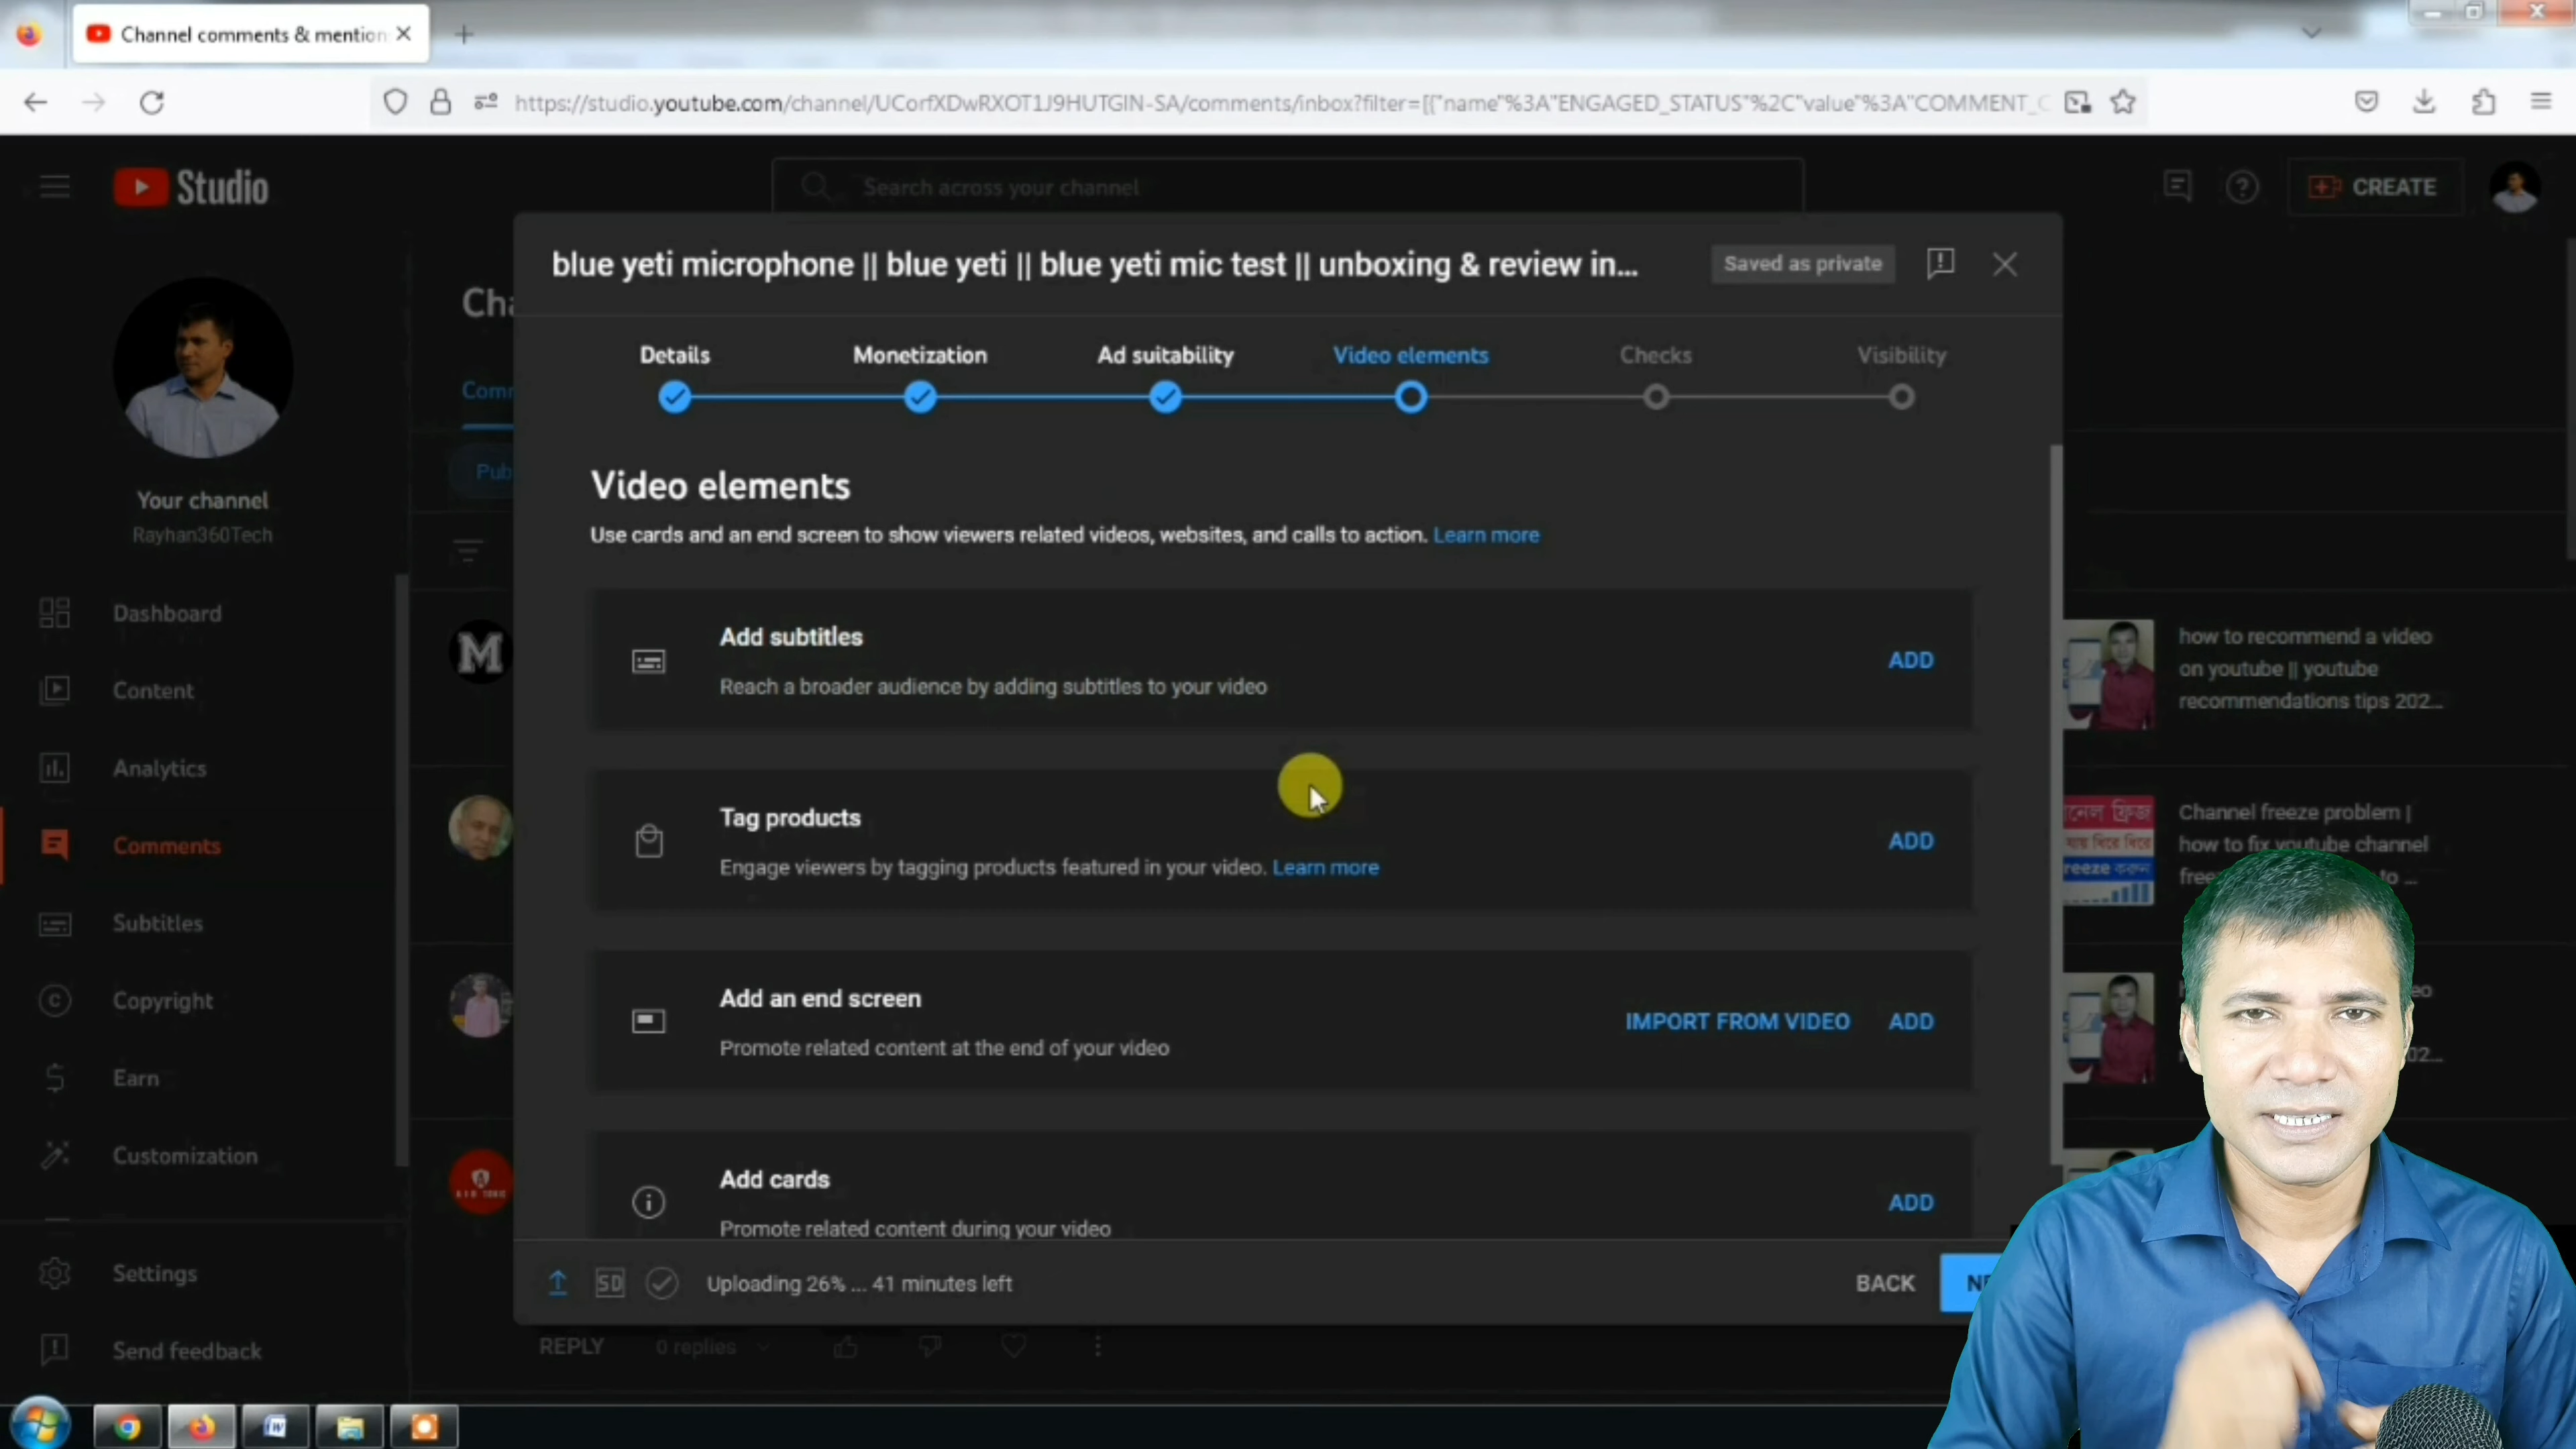 Channel comments & mention
https://studio.youtube.com/channel/UCorfXDwRXOT1J9HUTGIN-SA/comments/inbox?filter=[{"name"%3A"ENGAGED_STATUS"%2C"value"%3A"COMMENT_C
Studio
Search across your channel
CREATE
blue yeti microphone || blue yeti || blue yeti mic test || unboxing & review in...
Saved as private
Details
Monetization
Ad suitability
Video elements
Checks
Visibility
Video elements
Use cards and an end screen to show viewers related videos, websites, and calls to action. Learn more
Add subtitles
Reach a broader audience by adding subtitles to your video
ADD
Tag products
Engage viewers by tagging products featured in your video. Learn more
ADD
Add an end screen
Promote related content at the end of your video
IMPORT FROM VIDEO
ADD
Add cards
Promote related content during your video
ADD
SD
Uploading 26% ... 41 minutes left
BACK
Your channel
Rayhan360Tech
Dashboard
Content
Analytics
Comments
Subtitles
Copyright
Earn
Customization
Settings
Send feedback
M
REPLY
0 replies
how to recommend a video
on youtube || youtube
recommendations tips 202...
Channel freeze problem |
how to fix youtube channel